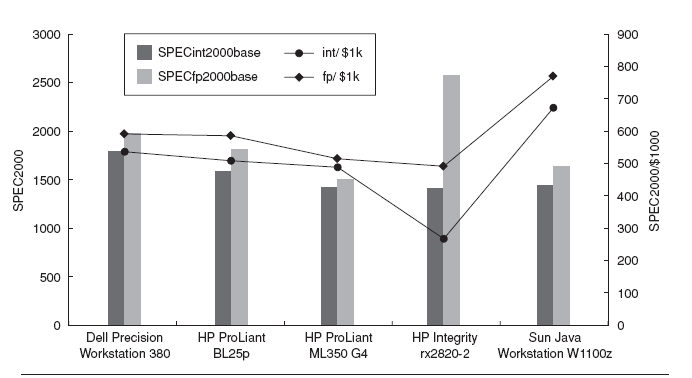 3000
2500
2000
1500
1000
500
0
SPEC2000
SPECint2000base
int/$1k
SPECfp2000base
fp/$1k
900
800
700
600
500
400
300
200
100
0
SPEC2000/$1000
Dell Precision
Workstation 380
HP ProLiant
BL25p
HP ProLiant
ML350 G4
HP Integrity
rx2820-2
Sun Java
Workstation W1100z